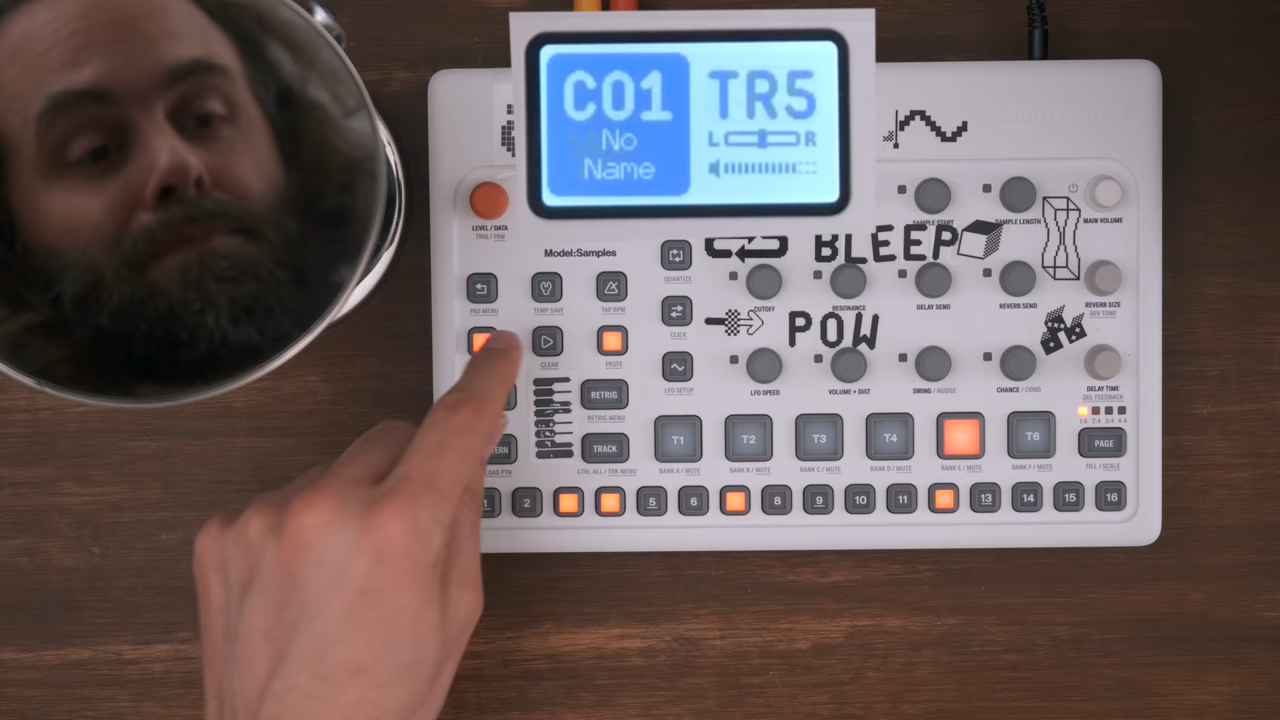 C01
No
Name
TR5
L R
LEVEL / DATA
TRIG / PAN
Model:Samples
SAMPLE START
SAMPLE LENGTH
MAIN VOLUME
BLEEP
QUANTIZE
PAD MENU
TEMP SAVE
TAP BPM
CUTOFF
RESONANCE
DELAY SEND
REVERB SEND
REVERB SIZE
REV TONE
POW
CLICK
CLEAR
PASTE
LFO SETUP
LFO SPEED
VOLUME + DIST
SWING / NUDGE
CHANCE / COND
DELAY TIME
DEL FEEDBACK
RETRIG
RETRIG MENU
1:4 2:4 3:4 4:4
TRACK
T1
T2
T3
T4
T6
PAGE
CTRL ALL / TRK MENU
BANK A / MUTE
BANK B / MUTE
BANK C / MUTE
BANK D / MUTE
BANK E / MUTE
BANK F / MUTE
FILL / SCALE
1 2 5 6 8 9 10 11 13 14 15 16